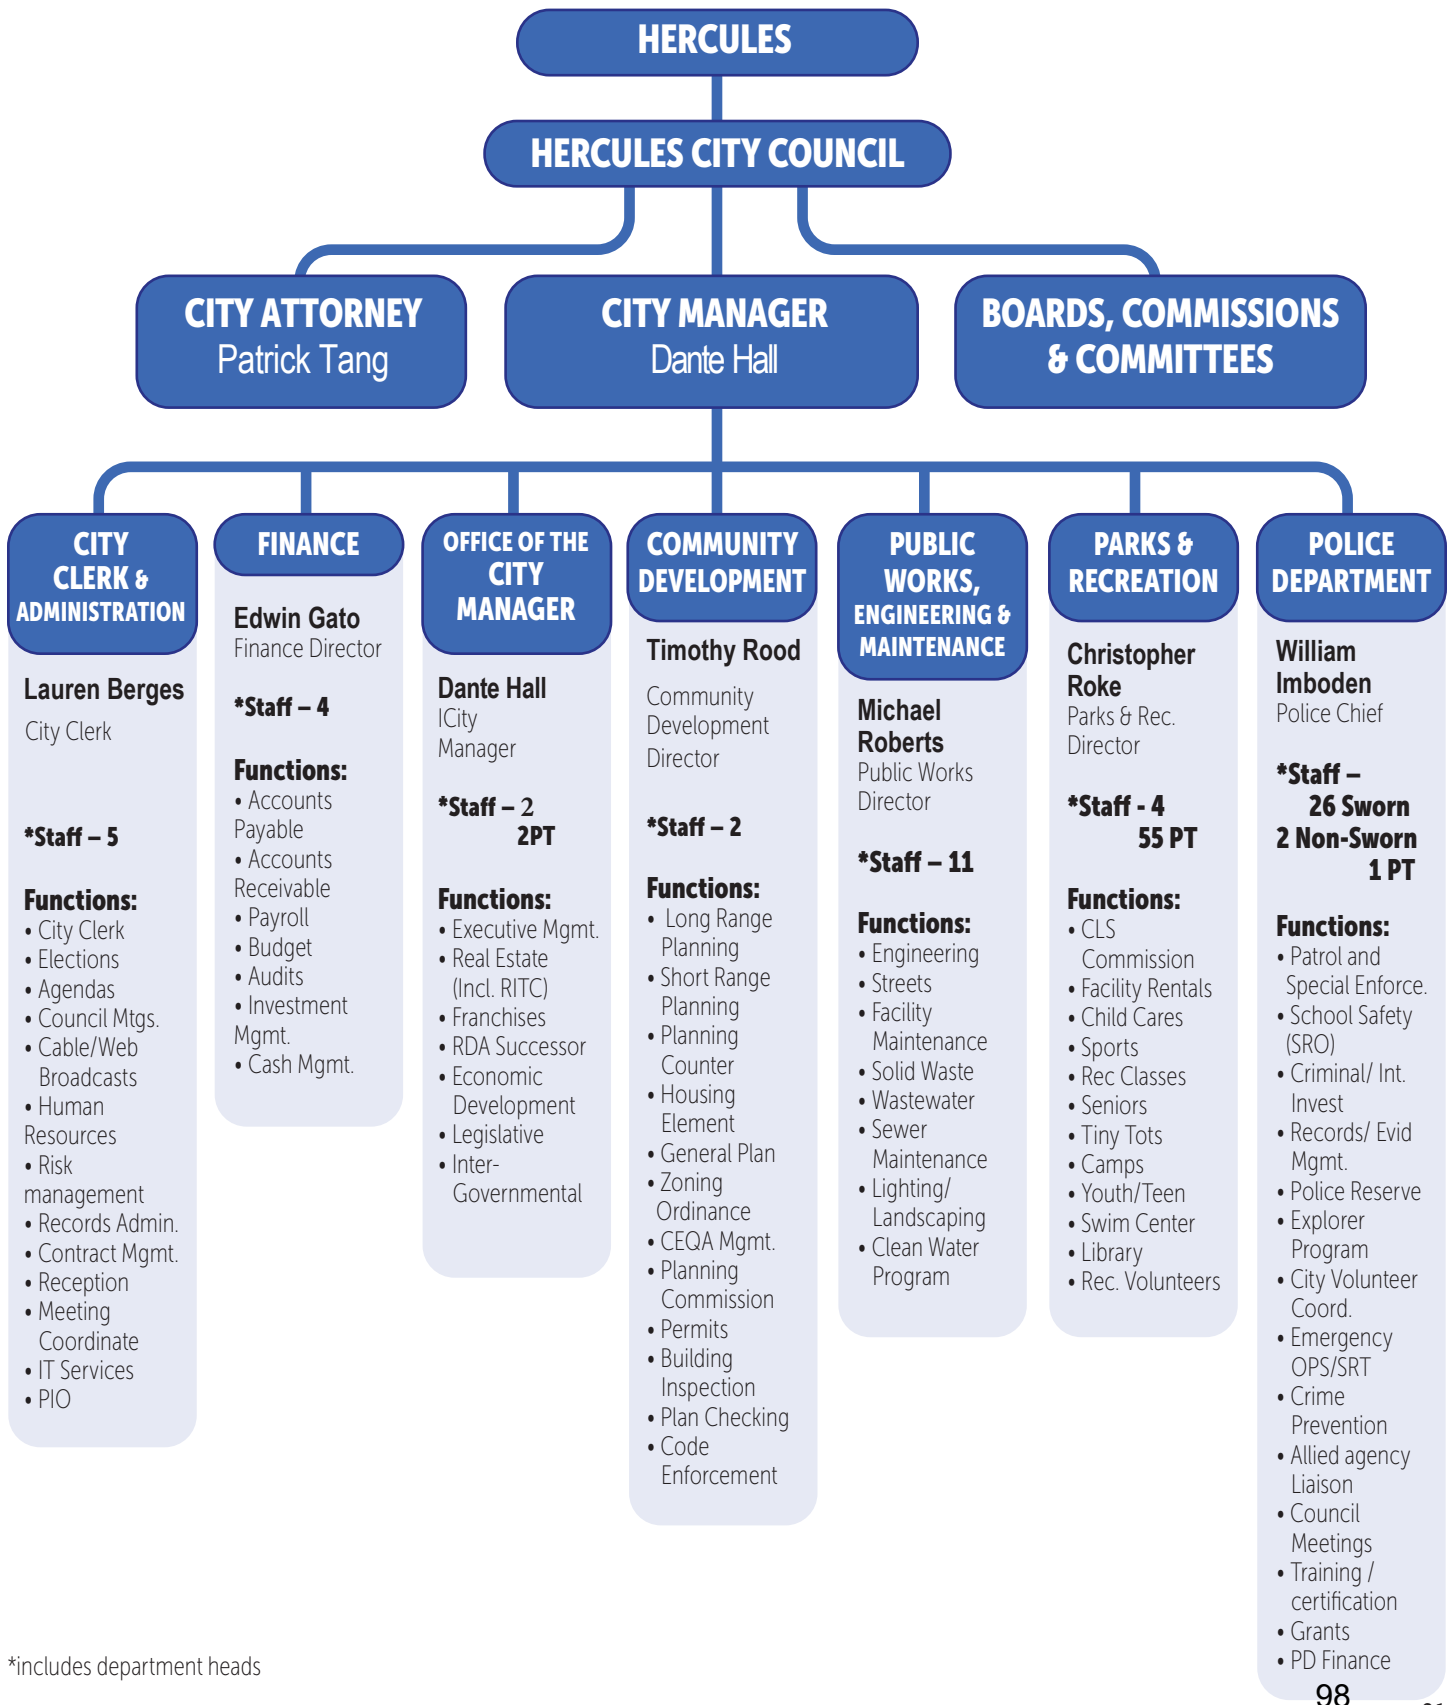 HERCULES
HERCULES CITY COUNCIL
CITY ATTORNEY
Patrick Tang
CITY MANAGER
Dante Hall
BOARDS, COMMISSIONS
& COMMITTEES
CITY
CLERK &
ADMINISTRATION
Lauren Berges
City Clerk
*Staff – 5
Functions:
• City Clerk
• Elections
• Agendas
• Council Mtgs.
• Cable/Web
Broadcasts
• Human
Resources
• Risk
management
• Records Admin.
• Contract Mgmt.
• Reception
• Meeting
Coordinate
• IT Services
• PIO
FINANCE
Edwin Gato
Finance Director
*Staff – 4
Functions:
• Accounts
Payable
• Accounts
Receivable
• Payroll
• Budget
• Audits
• Investment
Mgmt.
• Cash Mgmt.
OFFICE OF THE
CITY
MANAGER
Dante Hall
ICity
Manager
*Staff – 2
2PT
Functions:
• Executive Mgmt.
• Real Estate
(Incl. RITC)
• Franchises
• RDA Successor
• Economic
Development
• Legislative
• Inter-
Governmental
COMMUNITY
DEVELOPMENT
Timothy Rood
Community
Development
Director
*Staff – 2
Functions:
• Long Range
Planning
• Short Range
Planning
• Planning
Counter
• Housing
Element
• General Plan
• Zoning
Ordinance
• CEQA Mgmt.
• Planning
Commission
• Permits
• Building
Inspection
• Plan Checking
• Code
Enforcement
PUBLIC
WORKS,
ENGINEERING &
MAINTENANCE
Michael
Roberts
Public Works
Director
*Staff – 11
Functions:
• Engineering
• Streets
• Facility
Maintenance
• Solid Waste
• Wastewater
• Sewer
Maintenance
• Lighting/
Landscaping
• Clean Water
Program
PARKS &
RECREATION
Christopher
Roke
Parks & Rec.
Director
*Staff - 4
55 PT
Functions:
• CLS
Commission
• Facility Rentals
• Child Cares
• Sports
• Rec Classes
• Seniors
• Tiny Tots
• Camps
• Youth/Teen
• Swim Center
• Library
• Rec. Volunteers
POLICE
DEPARTMENT
William
Imboden
Police Chief
*Staff –
26 Sworn
2 Non-Sworn
1 PT
Functions:
• Patrol and
Special Enforce.
• School Safety
(SRO)
• Criminal/ Int.
Invest
• Records/ Evid
Mgmt.
• Police Reserve
• Explorer
Program
• City Volunteer
Coord.
• Emergency
OPS/SRT
• Crime
Prevention
• Allied agency
Liaison
• Council
Meetings
• Training /
certification
• Grants
• PD Finance
*includes department heads
98